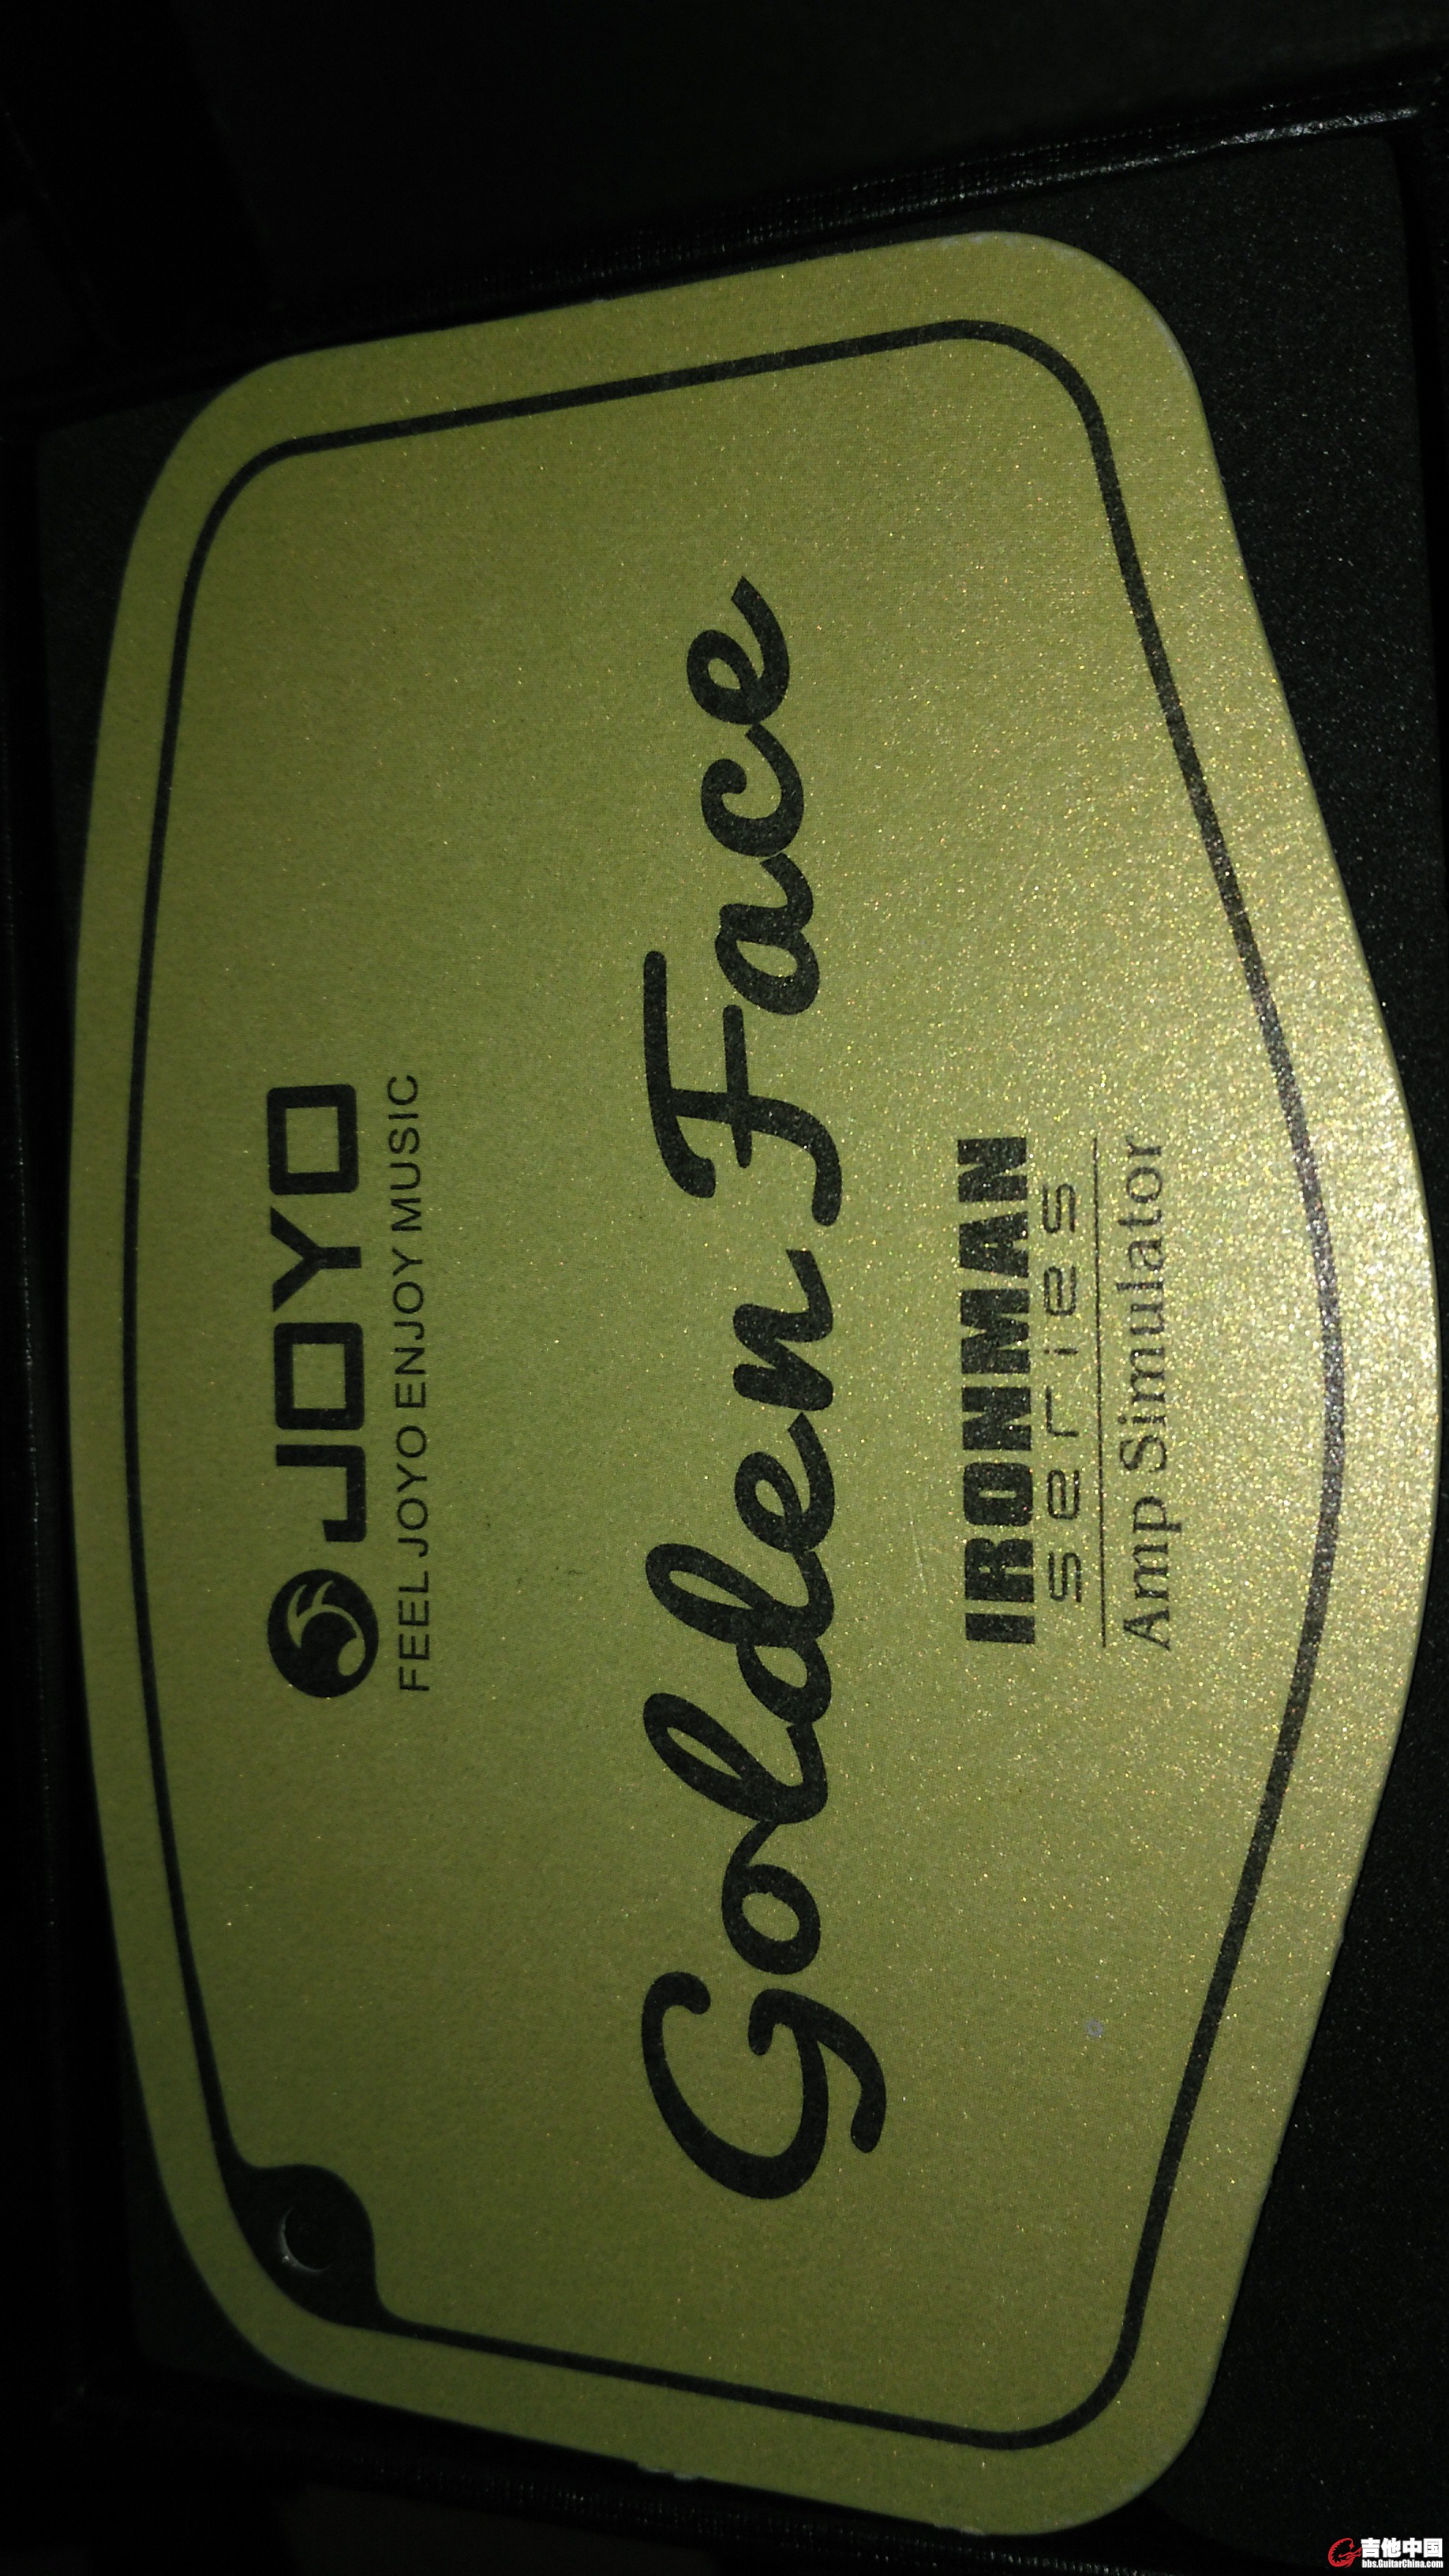 JOYO
FEEL JOYO ENJOY MUSIC
Golden Face
IRONMAN
series
Amp Simulator
吉他中国
bbs.GuitarChina.com